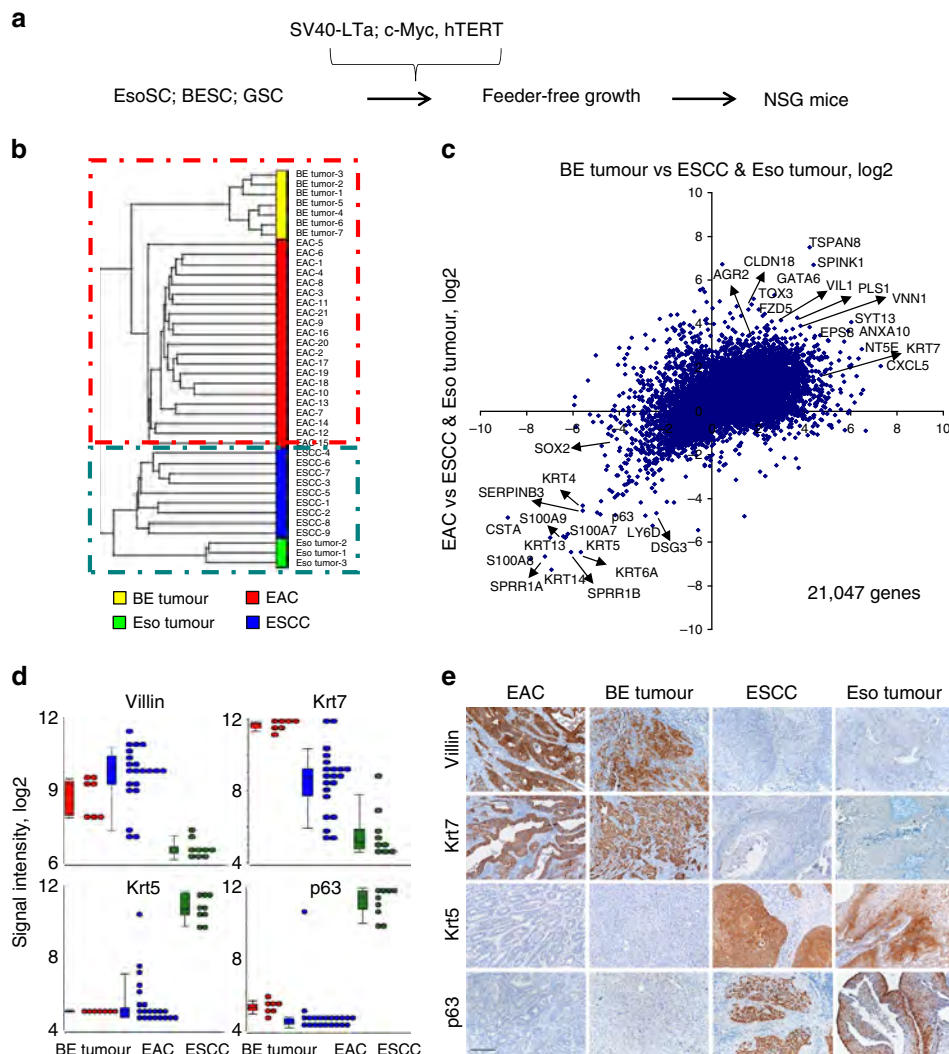 a
SV40-LTa; c-Myc, hTERT
EsoSC; BESC; GSC
Feeder-free growth
NSG mice
b
BE tumor-3
BE tumor-2
BE tumor-1
BE tumor-5
BE tumor-4
BE tumor-6
BE tumor-7
EAC-5
EAC-6
EAC-1
EAC-4
EAC-8
EAC-3
EAC-11
EAC-21
EAC-9
EAC-16
EAC-20
EAC-2
EAC-17
EAC-19
EAC-18
EAC-10
EAC-13
EAC-7
EAC-14
EAC-12
EAC-15
ESCC-4
ESCC-6
ESCC-7
ESCC-3
ESCC-5
ESCC-1
ESCC-2
ESCC-8
ESCC-9
Eso tumor-2
Eso tumor-1
Eso tumor-3
BE tumour
EAC
Eso tumour
ESCC
c
BE tumour vs ESCC & Eso tumour, log2
EAC vs ESCC & Eso tumour, log2
10
8
6
4
2
0
−2
−4
−6
−8
−10
−10
−8
−6
−4
−2
2
4
6
8
10
TSPAN8
CLDN18
SPINK1
AGR2
GATA6
VIL1
PLS1
TOX3
VNN1
FZD5
SYT13
EPS8
ANXA10
NT5E
KRT7
CXCL5
SOX2
KRT4
SERPINB3
S100A9
p63
CSTA
S100A7
LY6D
KRT13
KRT5
DSG3
S100A8
KRT6A
SPRR1A
KRT14
SPRR1B
21,047 genes
d
Signal intensity, log2
Villin
12
9
6
Krt7
12
8
4
Krt5
12
8
4
p63
12
8
4
BE tumour
EAC
ESCC
BE tumour
EAC
ESCC
e
EAC
BE tumour
ESCC
Eso tumour
Villin
Krt7
Krt5
p63